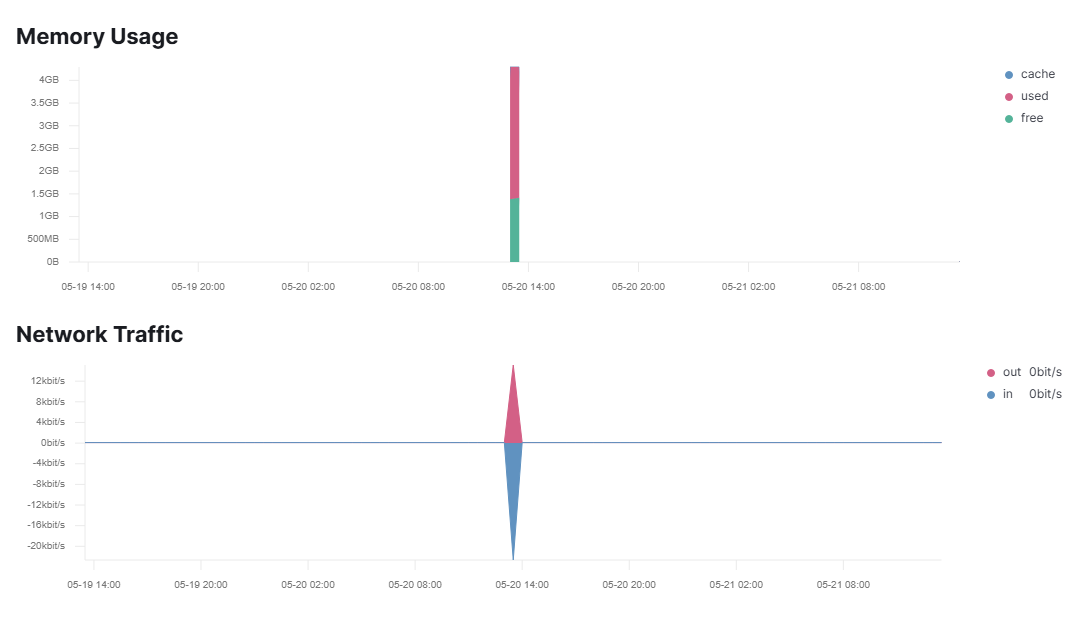 Memory Usage
4GB
3.5GB
3GB
2.5GB
2GB
1.5GB
1GB
500MB
0B
05-19 14:00 05-19 20:00 05-20 02:00 05-20 08:00 05-20 14:00 05-20 20:00 05-21 02:00 05-21 08:00
cache
used
free
Network Traffic
12kbit/s
8kbit/s
4kbit/s
0bit/s
-4kbit/s
-8kbit/s
-12kbit/s
-16kbit/s
-20kbit/s
05-19 14:00 05-19 20:00 05-20 02:00 05-20 08:00 05-20 14:00 05-20 20:00 05-21 02:00 05-21 08:00
out 0bit/s
in 0bit/s